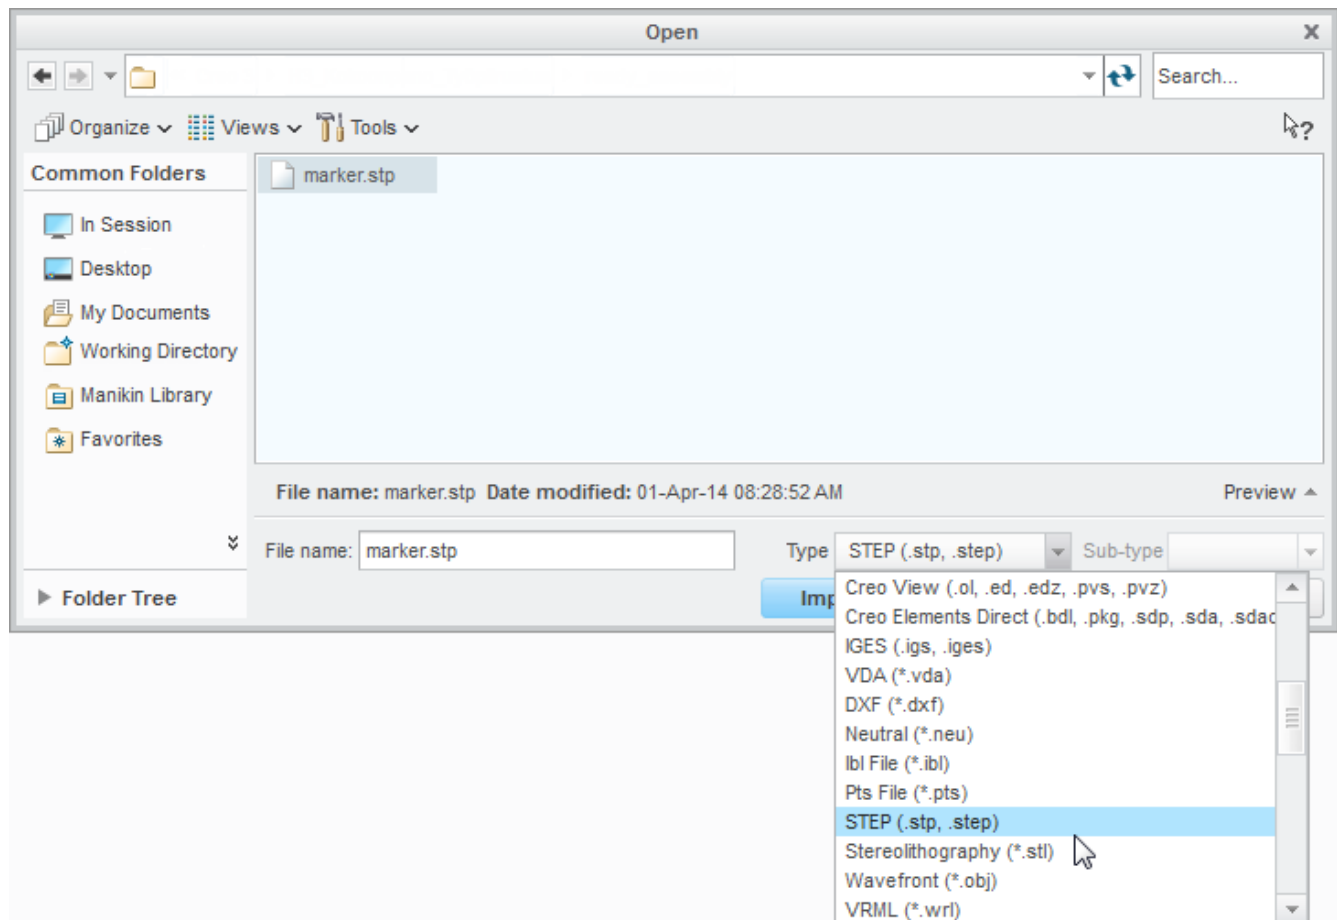 Open
Search...
Organize Views Tools
Common Folders
In Session
Desktop
My Documents
Working Directory
Manikin Library
Favorites
Folder Tree
marker.stp
File name: marker.stp Date modified: 01-Apr-14 08:28:52 AM
Preview
File name: marker.stp
Type STEP (.stp, .step)
Sub-type
Creo View (.ol, .ed, .edz, .pvs, .pvz)
Creo Elements Direct (.bdl, .pkg, .sdp, .sda, .sdac
IGES (.igs, .iges)
VDA (*.vda)
DXF (*.dxf)
Neutral (*.neu)
Ibl File (*.ibl)
Pts File (*.pts)
STEP (.stp, .step)
Stereolithography (*.stl)
Wavefront (*.obj)
VRML (*.wrl)